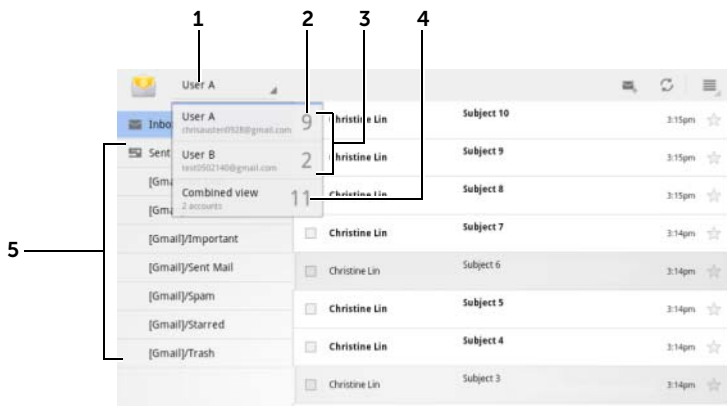 1 2 3 4
User A
Inbo
User A 9
chrisausten0928@gmail.com
Christine Lin Subject 10 3:15pm
Sent
User B 2
test0502140@gmail.com
Christine Lin Subject 9 3:15pm
[Gma
Combined view 11
2 accounts
Christine Lin Subject 8 3:15pm
[Gma
[Gmail]/Important
Christine Lin Subject 7 3:14pm
5
[Gmail]/Sent Mail
Christine Lin Subject 6 3:14pm
[Gmail]/Spam
Christine Lin Subject 5 3:14pm
[Gmail]/Starred
Christine Lin Subject 4 3:14pm
[Gmail]/Trash
Christine Lin Subject 3 3:14pm